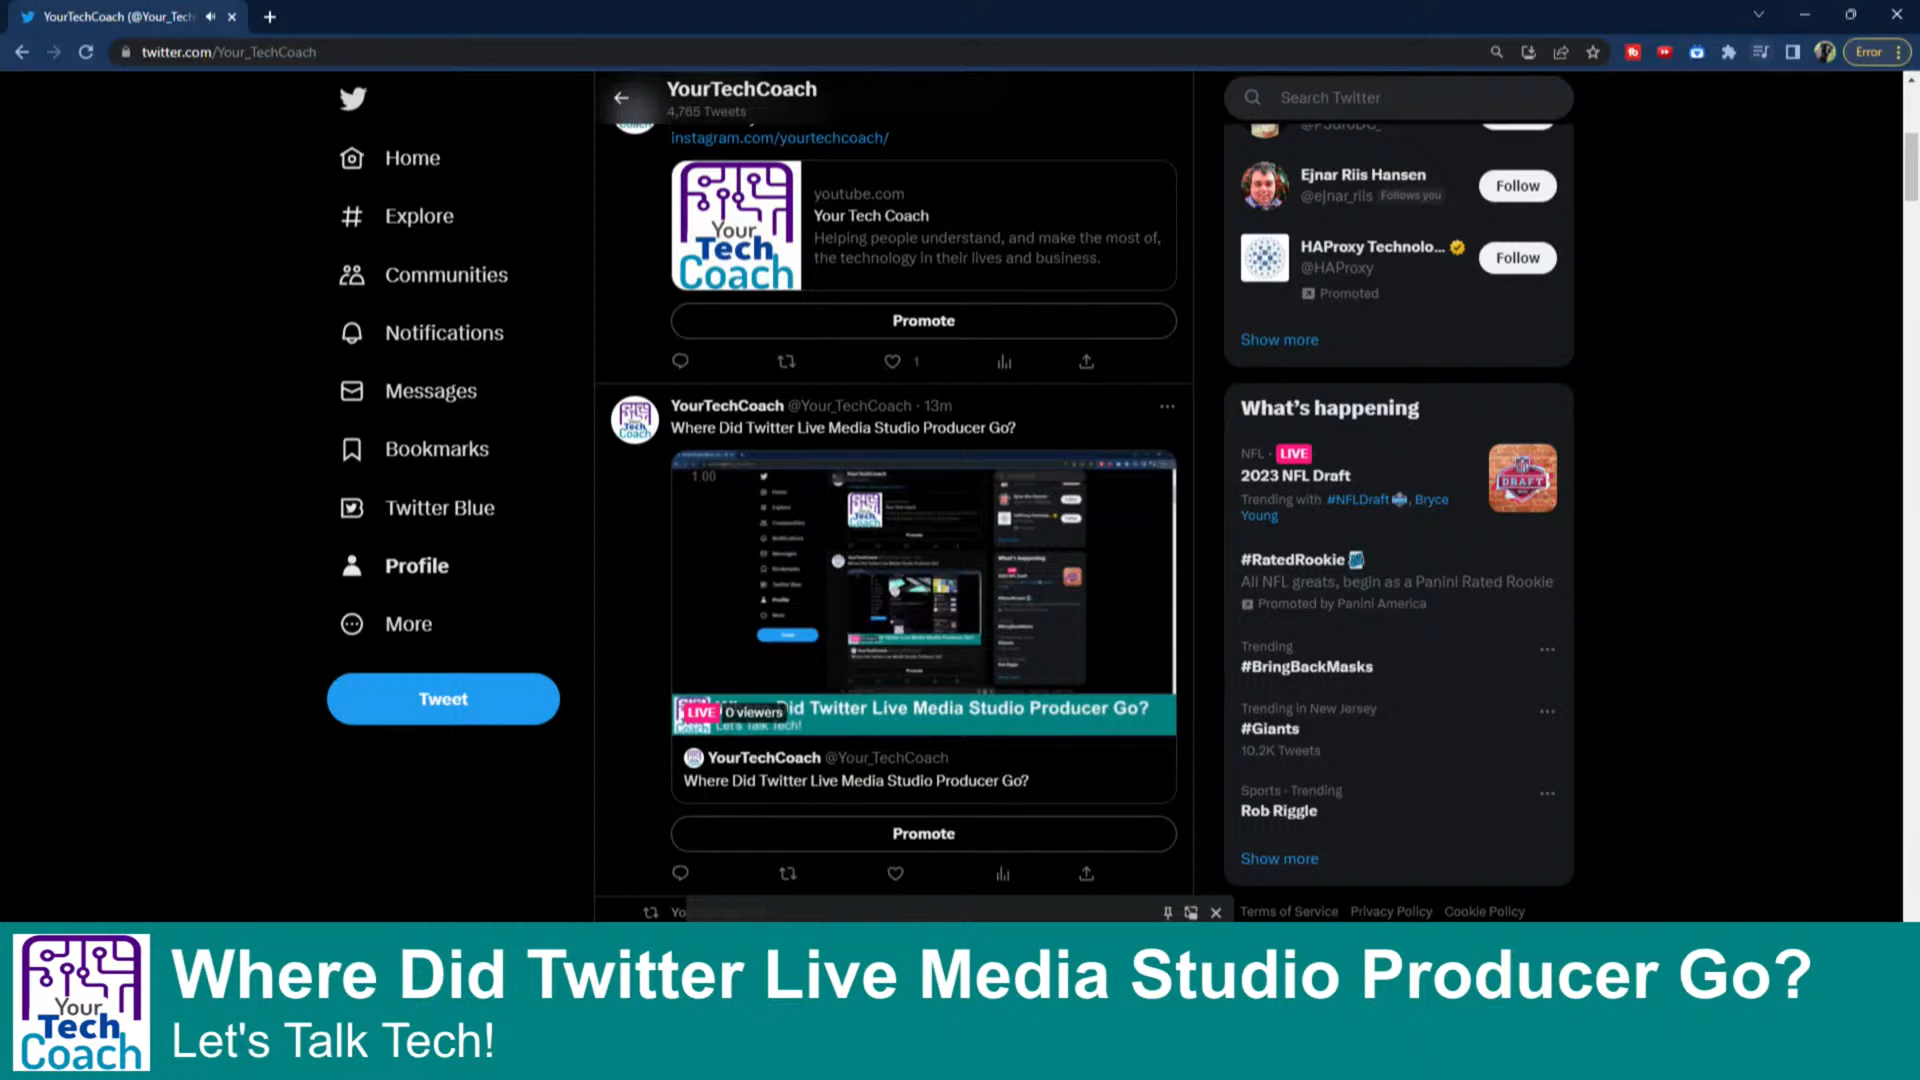 YourTechCoach (@Your_Tech
twitter.com/Your_TechCoach
Error
Home
Explore
Communities
Notifications
Messages
Bookmarks
Twitter Blue
Profile
More
Tweet
YourTechCoach
4,765 Tweets
instagram.com/yourtechcoach/
Your
Tech
Coach
youtube.com
Your Tech Coach
Helping people understand, and make the most of,
the technology in their lives and business.
Promote
1
YourTechCoach @Your_TechCoach · 13m
Where Did Twitter Live Media Studio Producer Go?
1.00
LIVE 0 viewers
Did Twitter Live Media Studio Producer Go?
Let's Talk Tech!
YourTechCoach @Your_TechCoach
Where Did Twitter Live Media Studio Producer Go?
Promote
Yo
Search Twitter
Ejnar Riis Hansen
@ejnar_riis Follows you
Follow
HAProxy Technolo...
@HAProxy
Follow
Promoted
Show more
What's happening
NFL · LIVE
2023 NFL Draft
Trending with #NFLDraft, Bryce
Young
DRAFT
#RatedRookie
All NFL greats, begin as a Panini Rated Rookie
Promoted by Panini America
Trending
#BringBackMasks
Trending in New Jersey
#Giants
10.2K Tweets
Sports · Trending
Rob Riggle
Show more
Terms of Service Privacy Policy Cookie Policy
Your
Tech
Coach
Where Did Twitter Live Media Studio Producer Go?
Let's Talk Tech!